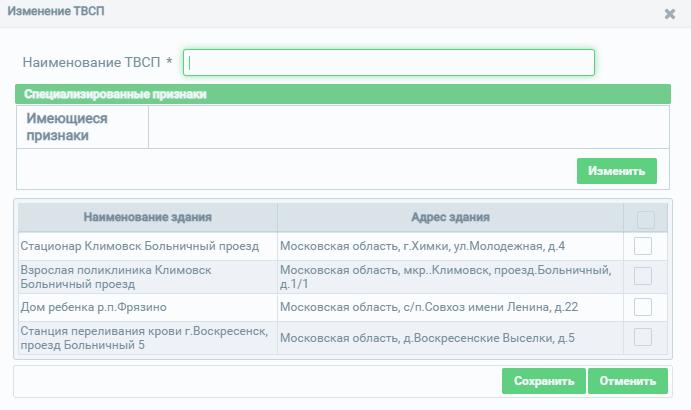 Изменение ТВСП
Наименование ТВСП *
Специализированные признаки
Имеющиеся
признаки
Изменить
Наименование здания Адрес здания
Стационар Климовск Больничный проезд Московская область, г.Химки, ул.Молодежная, д.4
Взрослая поликлиника Климовск Московская область, мкр..Климовск, проезд.Больничный,
Больничный проезд д.1/1
Дом ребенка р.п.Фрязино Московская область, с/п.Совхоз имени Ленина, д.22
Станция переливания крови г.Воскресенск, Московская область, д.Воскресенские Выселки, д.5
проезд Больничный 5
Сохранить Отменить